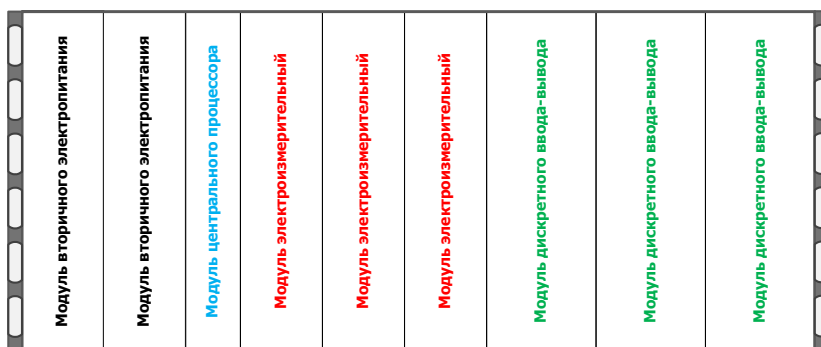 Модуль вторичного электропитания
Модуль вторичного электропитания
Модуль центрального процессора
Модуль электроизмерительный
Модуль электроизмерительный
Модуль электроизмерительный
Модуль дискретного ввода-вывода
Модуль дискретного ввода-вывода
Модуль дискретного ввода-вывода